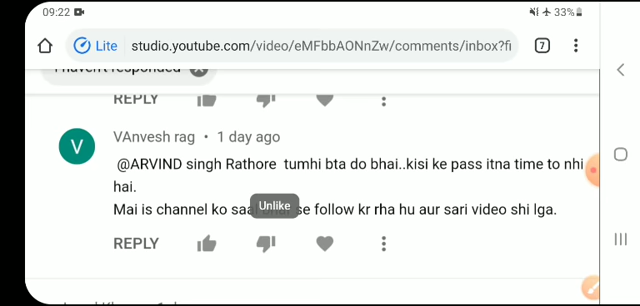 09:22 33%
Lite studio.youtube.com/video/eMFbbAONnZw/comments/inbox?fi 7
I haven't responded
REPLY
V VAnvesh rag • 1 day ago
@ARVIND singh Rathore tumhi bta do bhai..kisi ke pass itna time to nhi
hai.
Mai is channel ko saal bhar se follow kr rha hu aur sari video shi lga.
Unlike
REPLY